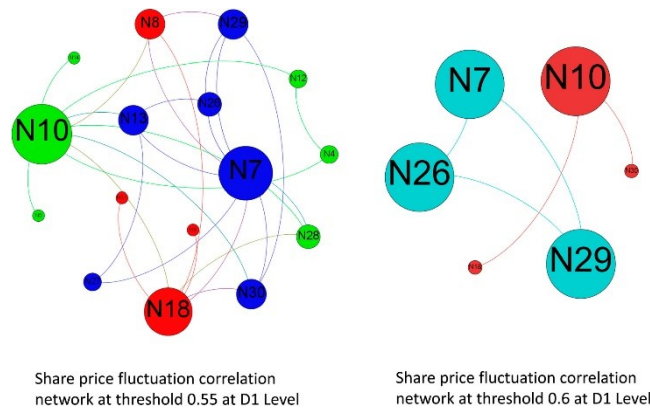 N8
N29
N12
N10
N13
N26
N7
N4
N28
N18
N30
Share price fluctuation correlation
network at threshold 0.55 at D1 Level
N7
N10
N26
N29
Share price fluctuation correlation
network at threshold 0.6 at D1 Level